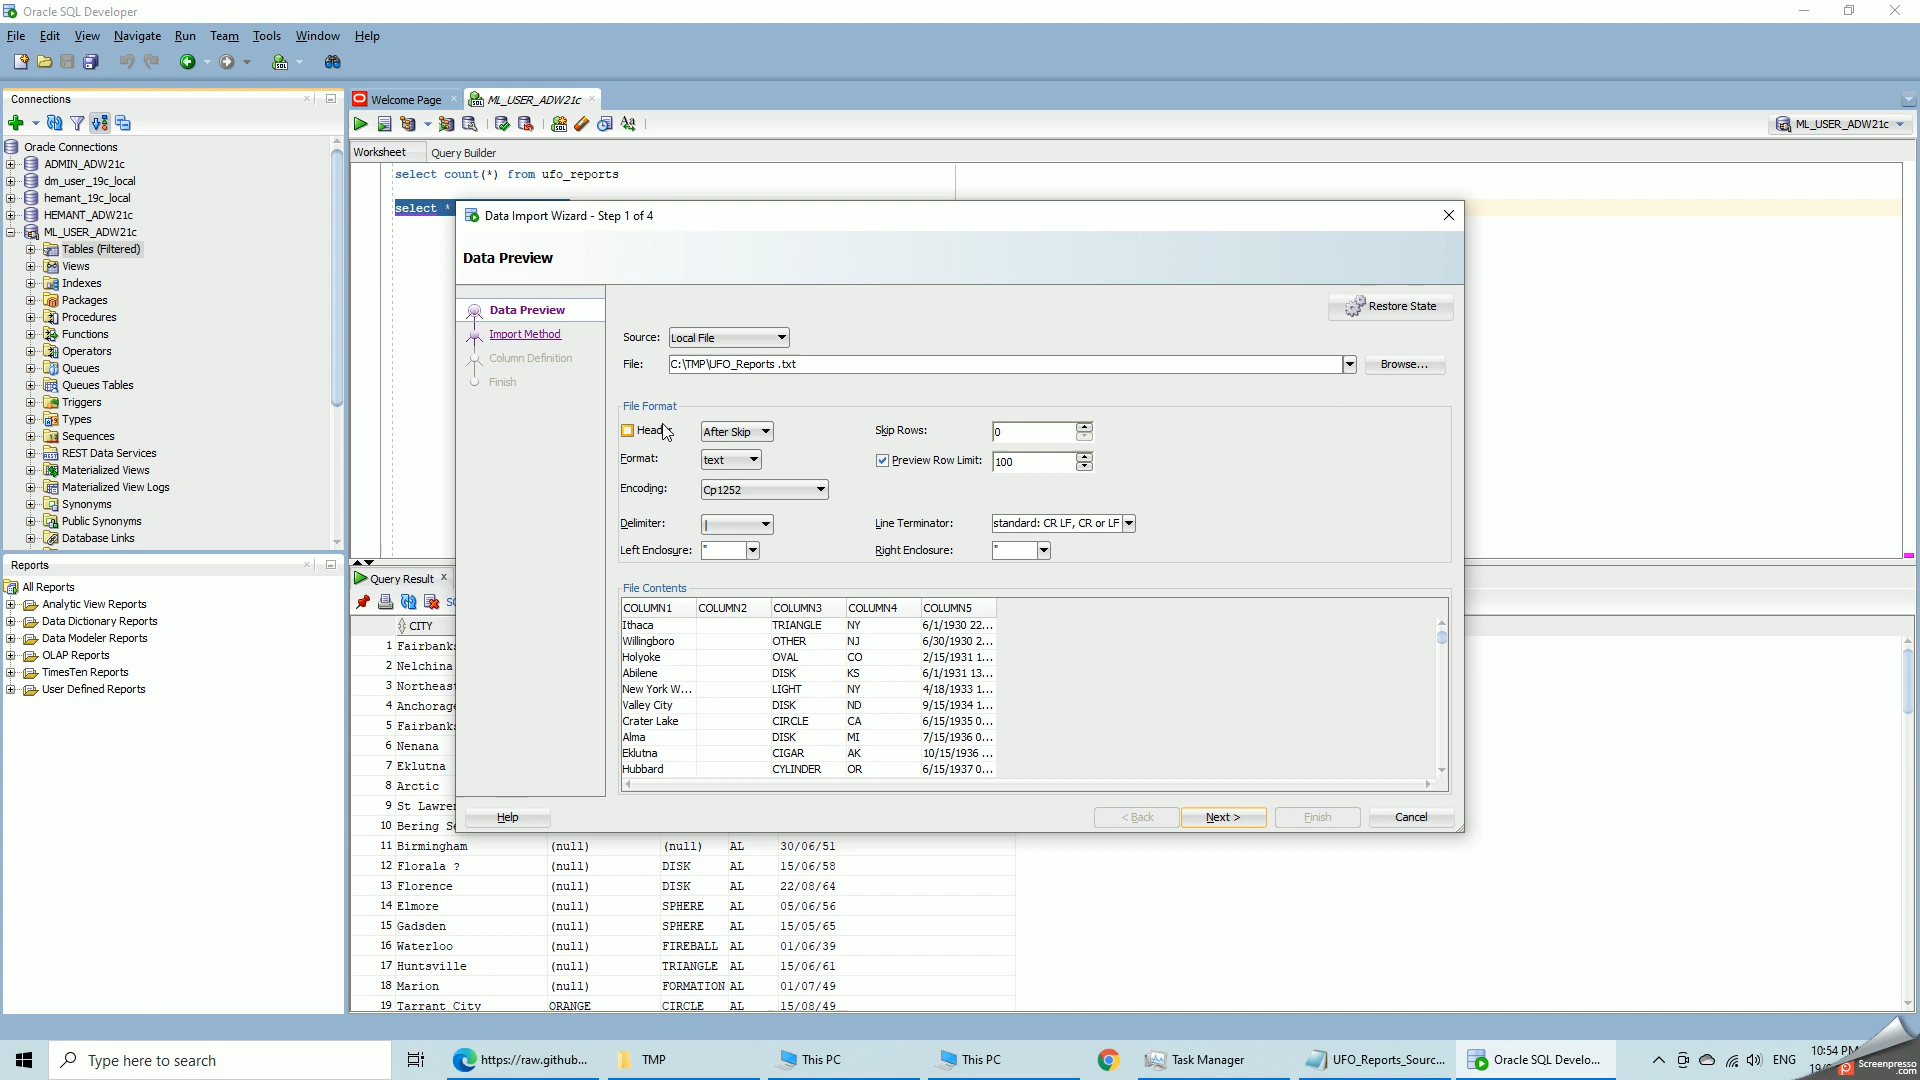 Oracle SQL Developer
File Edit View Navigate Run Team Tools Window Help
Connections
Oracle Connections
ADMIN_ADW21c
dm_user_19c_local
hemant_19c_local
HEMANT_ADW21c
ML_USER_ADW21c
Tables (Filtered)
Views
Indexes
Packages
Procedures
Functions
Operators
Queues
Queues Tables
Triggers
Types
Sequences
REST Data Services
Materialized Views
Materialized View Logs
Synonyms
Public Synonyms
Database Links
Reports
All Reports
Analytic View Reports
Data Dictionary Reports
Data Modeler Reports
OLAP Reports
TimesTen Reports
User Defined Reports
Welcome Page ML_USER_ADW21c
ML_USER_ADW21c
Worksheet Query Builder
select count(*) from ufo_reports
select *
Data Import Wizard - Step 1 of 4
Data Preview
Data Preview
Import Method
Column Definition
Finish
Restore State
Source: Local File
File: C:\TMP\UFO_Reports .txt Browse...
File Format
After Skip Skip Rows: 0
Format: text Preview Row Limit: 100
Encoding: Cp1252
Delimiter: | Line Terminator: standard: CR LF, CR or LF
Left Enclosure: " Right Enclosure: "
File Contents
COLUMN1 COLUMN2 COLUMN3 COLUMN4 COLUMN5
Ithaca TRIANGLE NY 6/1/1930 22...
Willingboro OTHER NJ 6/30/1930 2...
Holyoke OVAL CO 2/15/1931 1...
Abilene DISK KS 6/1/1931 13...
New York W... LIGHT NY 4/18/1933 1...
Valley City DISK ND 9/15/1934 1...
Crater Lake CIRCLE CA 6/15/1935 0...
Alma DISK MI 7/15/1936 0...
Eklutna CIGAR AK 10/15/1936 ...
Hubbard CYLINDER OR 6/15/1937 0...
Help < Back Next > Finish Cancel
Query Result
CITY
1 Fairbanks
2 Nelchina
3 Northeast
4 Anchorage
5 Fairbanks
6 Nenana
7 Eklutna
8 Arctic
9 St Lawren
10 Bering Se
11 Birmingham (null) (null) AL 30/06/51
12 Florala ? (null) DISK AL 15/06/58
13 Florence (null) DISK AL 22/08/64
14 Elmore (null) SPHERE AL 05/06/56
15 Gadsden (null) SPHERE AL 15/05/65
16 Waterloo (null) FIREBALL AL 01/06/39
17 Huntsville (null) TRIANGLE AL 15/06/61
18 Marion (null) FORMATION AL 01/07/49
19 Tarrant City ORANGE CIRCLE AL 15/08/49
Type here to search
https://raw.github...
TMP
This PC
This PC
Task Manager
UFO_Reports_Sourc...
Oracle SQL Develo...
ENG
10:54 PM
Screenpresso
.com